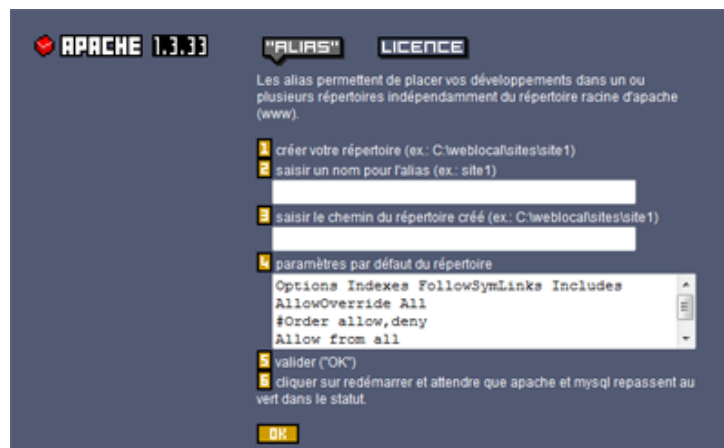 APACHE 1.3.33
"ALIAS" LICENCE
Les alias permettent de placer vos développements dans un ou
plusieurs répertoires indépendamment du répertoire racine d'apache
(www).
1 créer votre répertoire (ex.: C:\weblocal\sites\site1)
2 saisir un nom pour l'alias (ex.: site1)
3 saisir le chemin du répertoire créé (ex.: C:\weblocal\sites\site1)
4 paramètres par défaut du répertoire
Options Indexes FollowSymLinks Includes
AllowOverride All
#Order allow,deny
Allow from all
5 valider ("OK")
6 cliquer sur redémarrer et attendre que apache et mysql repassent au
vert dans le statut.
OK